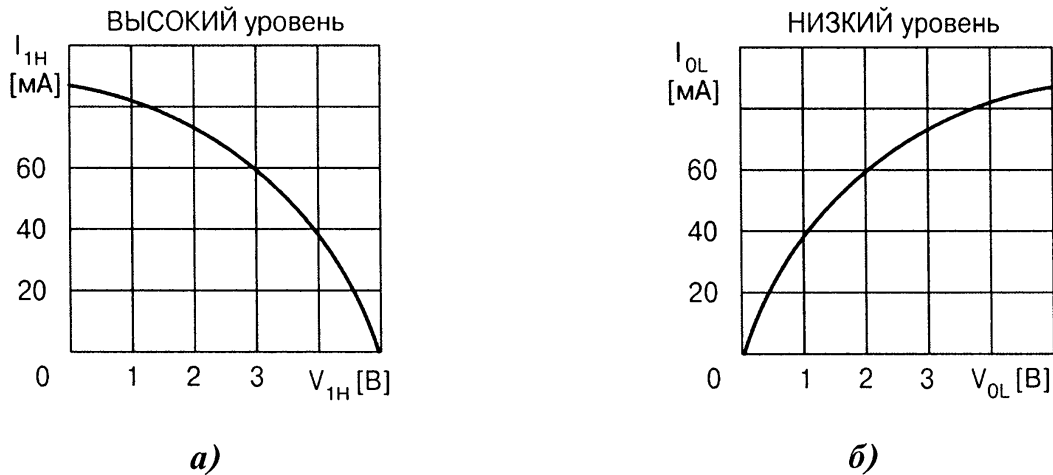 ВЫСОКИЙ уровень
I1H
[мА]
60
40
20
0 1 2 3 V1H [В]
а)
НИЗКИЙ уровень
I0L
[мА]
60
40
20
0 1 2 3 V0L [В]
б)